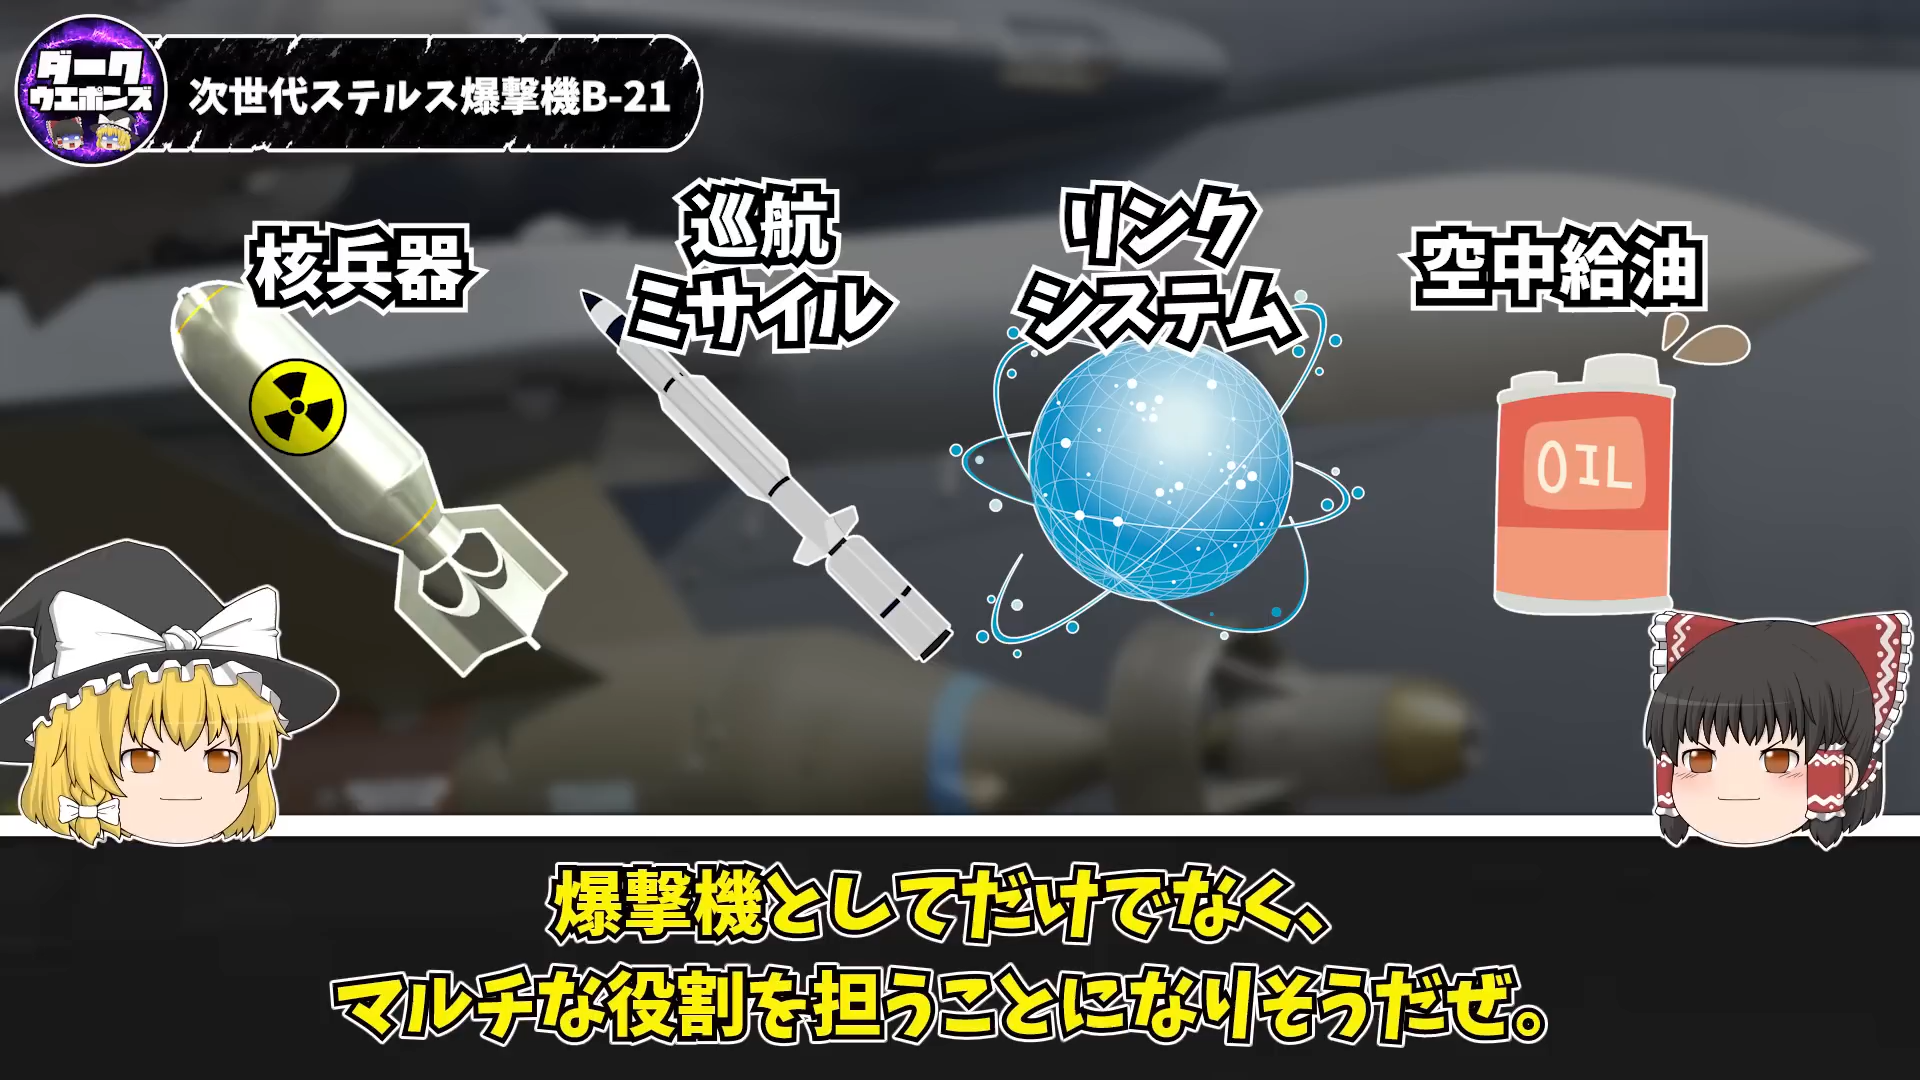 ダーク
ウエポンズ
次世代ステルス爆撃機B-21
核兵器
巡航
ミサイル
リンク
システム
空中給油
OIL
爆撃機としてだけでなく、
マルチな役割を担うことになりそうだぜ。